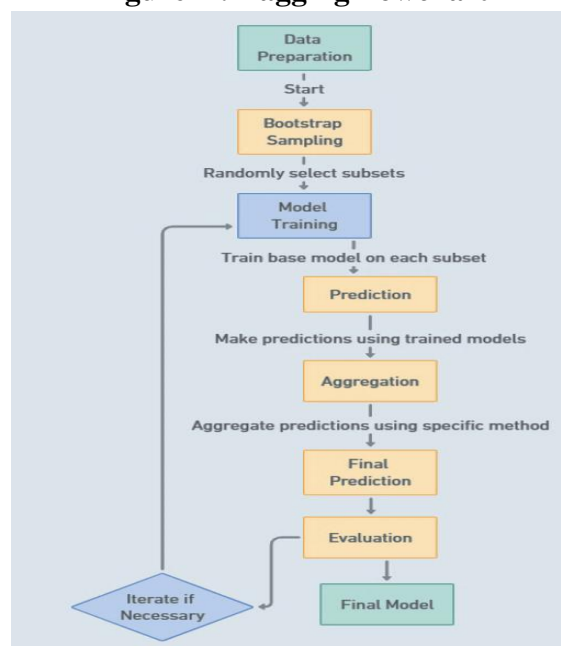 Data
Preparation
Start
Bootstrap
Sampling
Randomly select subsets
Model
Training
Train base model on each subset
Prediction
Make predictions using trained models
Aggregation
Aggregate predictions using specific method
Final
Prediction
Evaluation
Iterate if
Necessary
Final Model